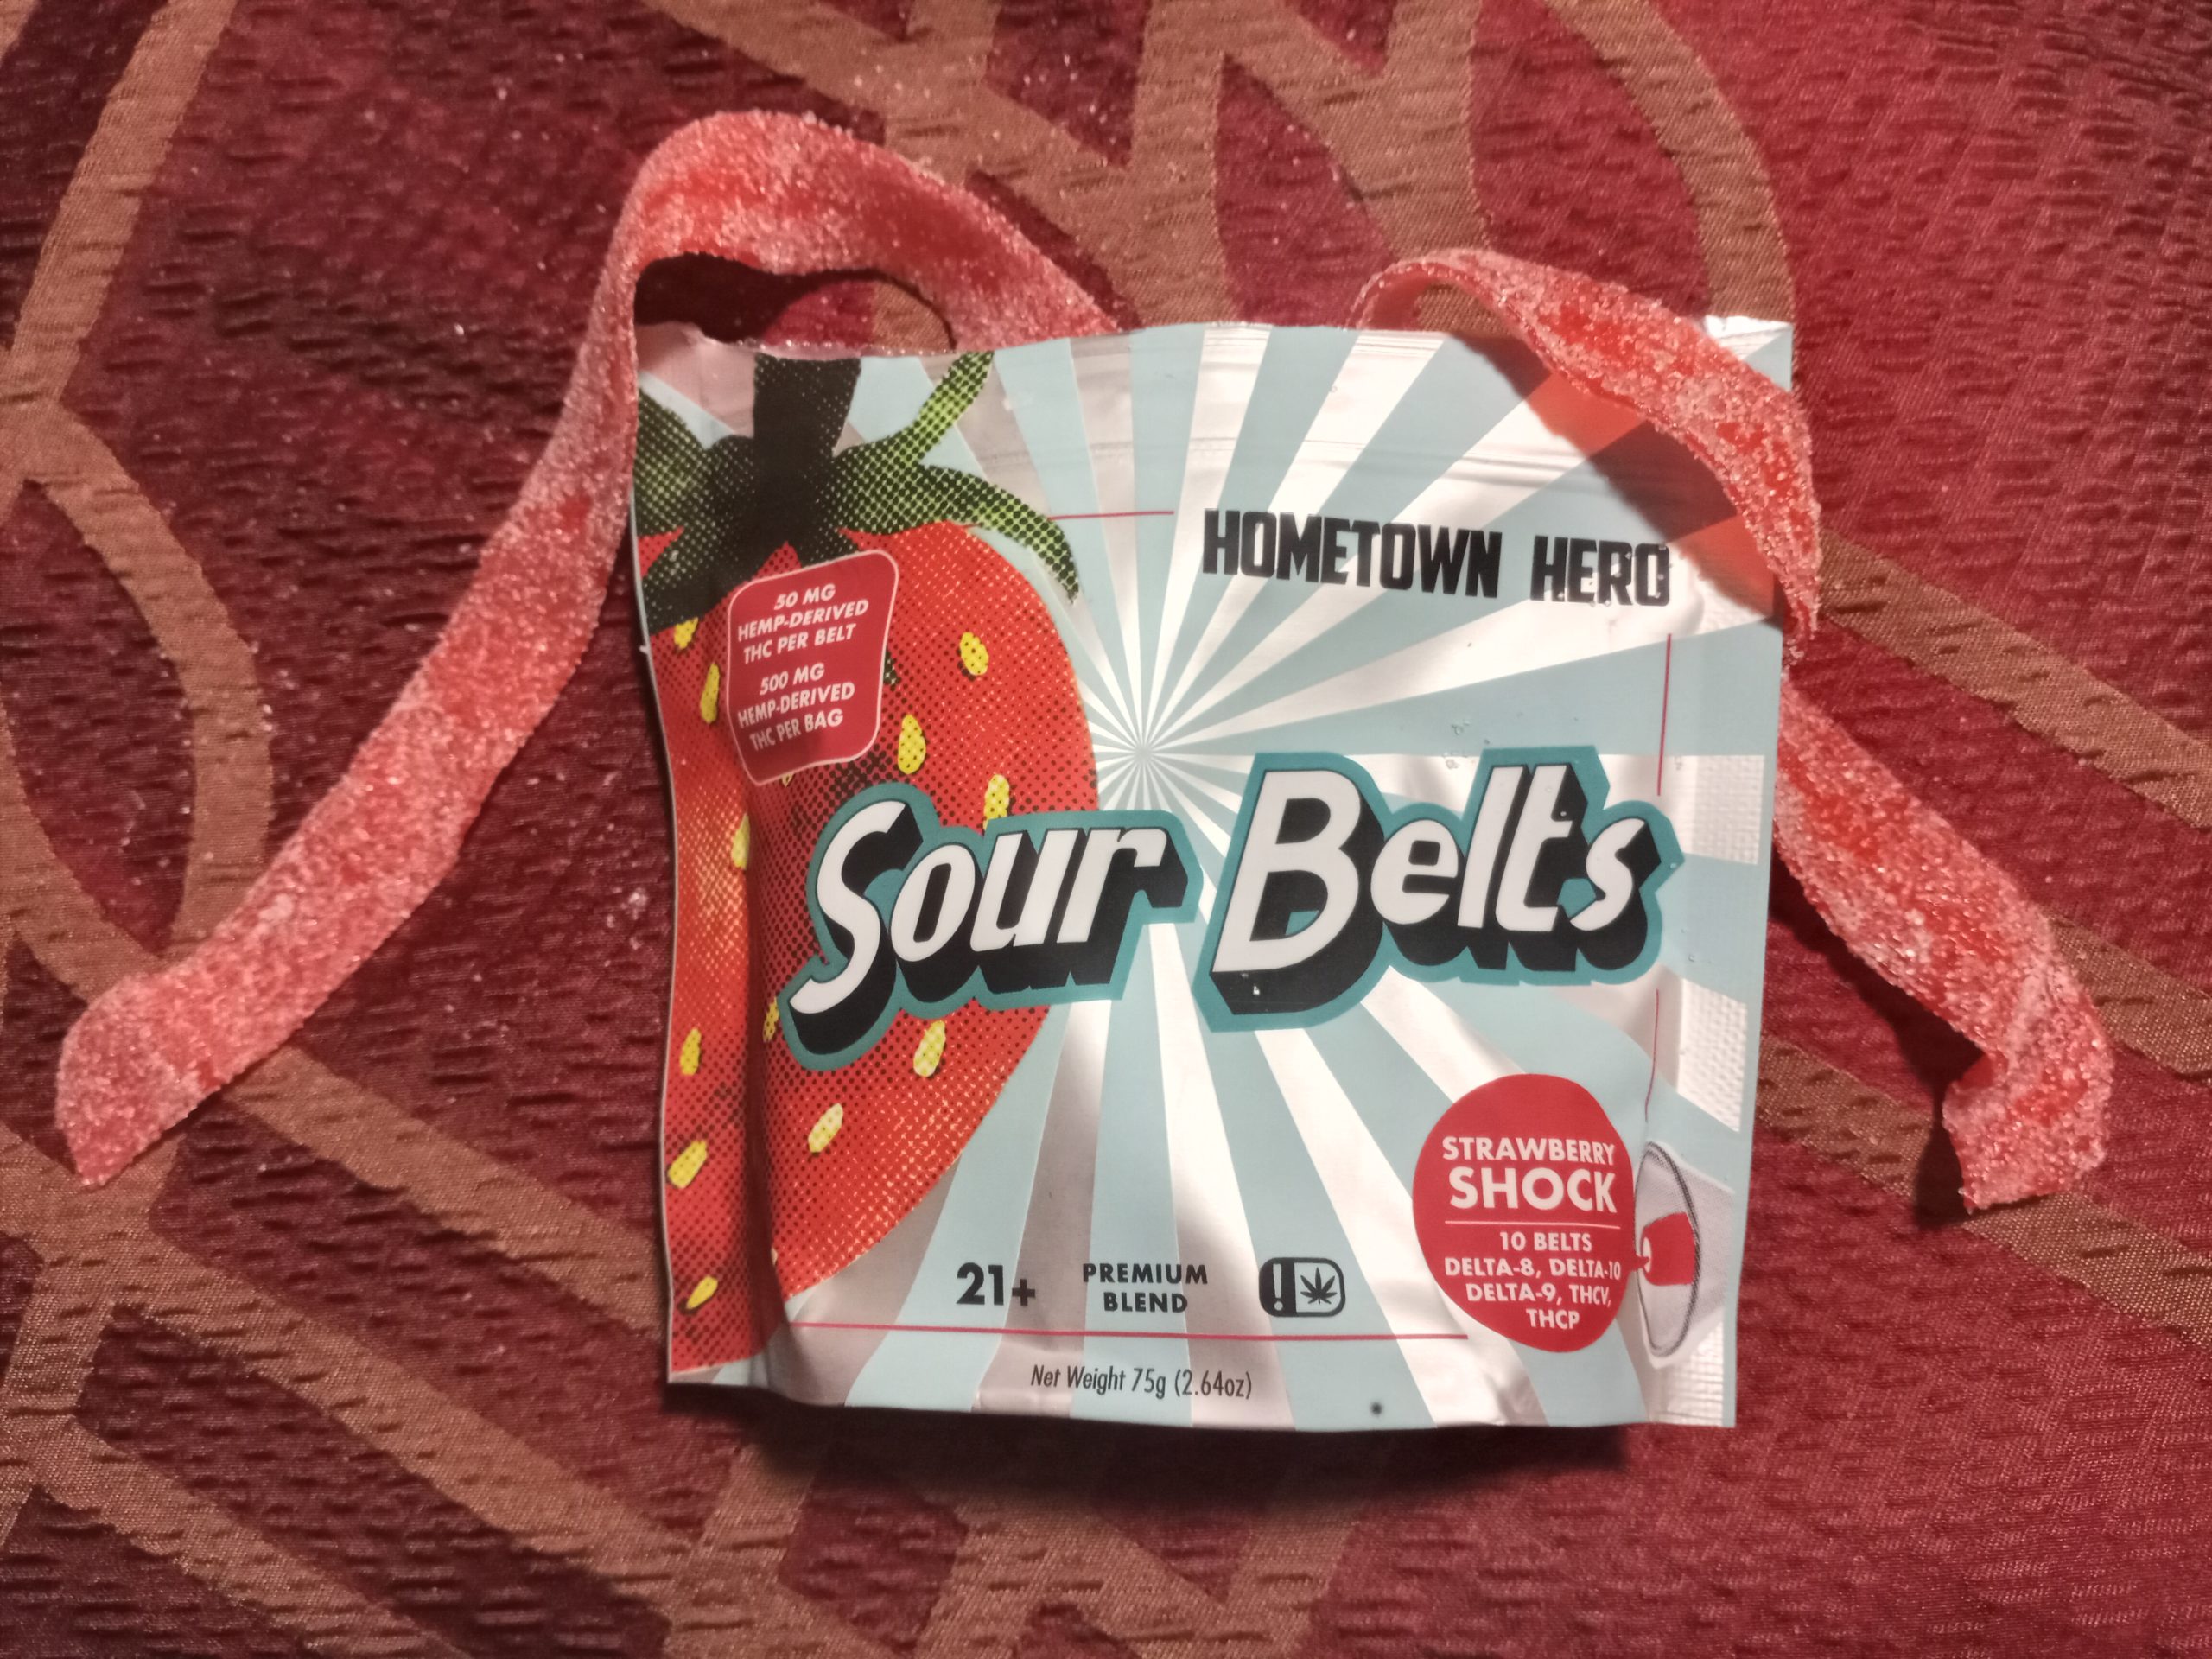 HOMETOWN HERO
50 MG
HEMP-DERIVED
THC PER BELT
500 MG
HEMP-DERIVED
THC PER BAG
Sour Belts
STRAWBERRY
SHOCK
10 BELTS
DELTA-8, DELTA-10
DELTA-9, THCV,
THCP
21+
PREMIUM
BLEND
!
Net Weight 75g (2.64oz)